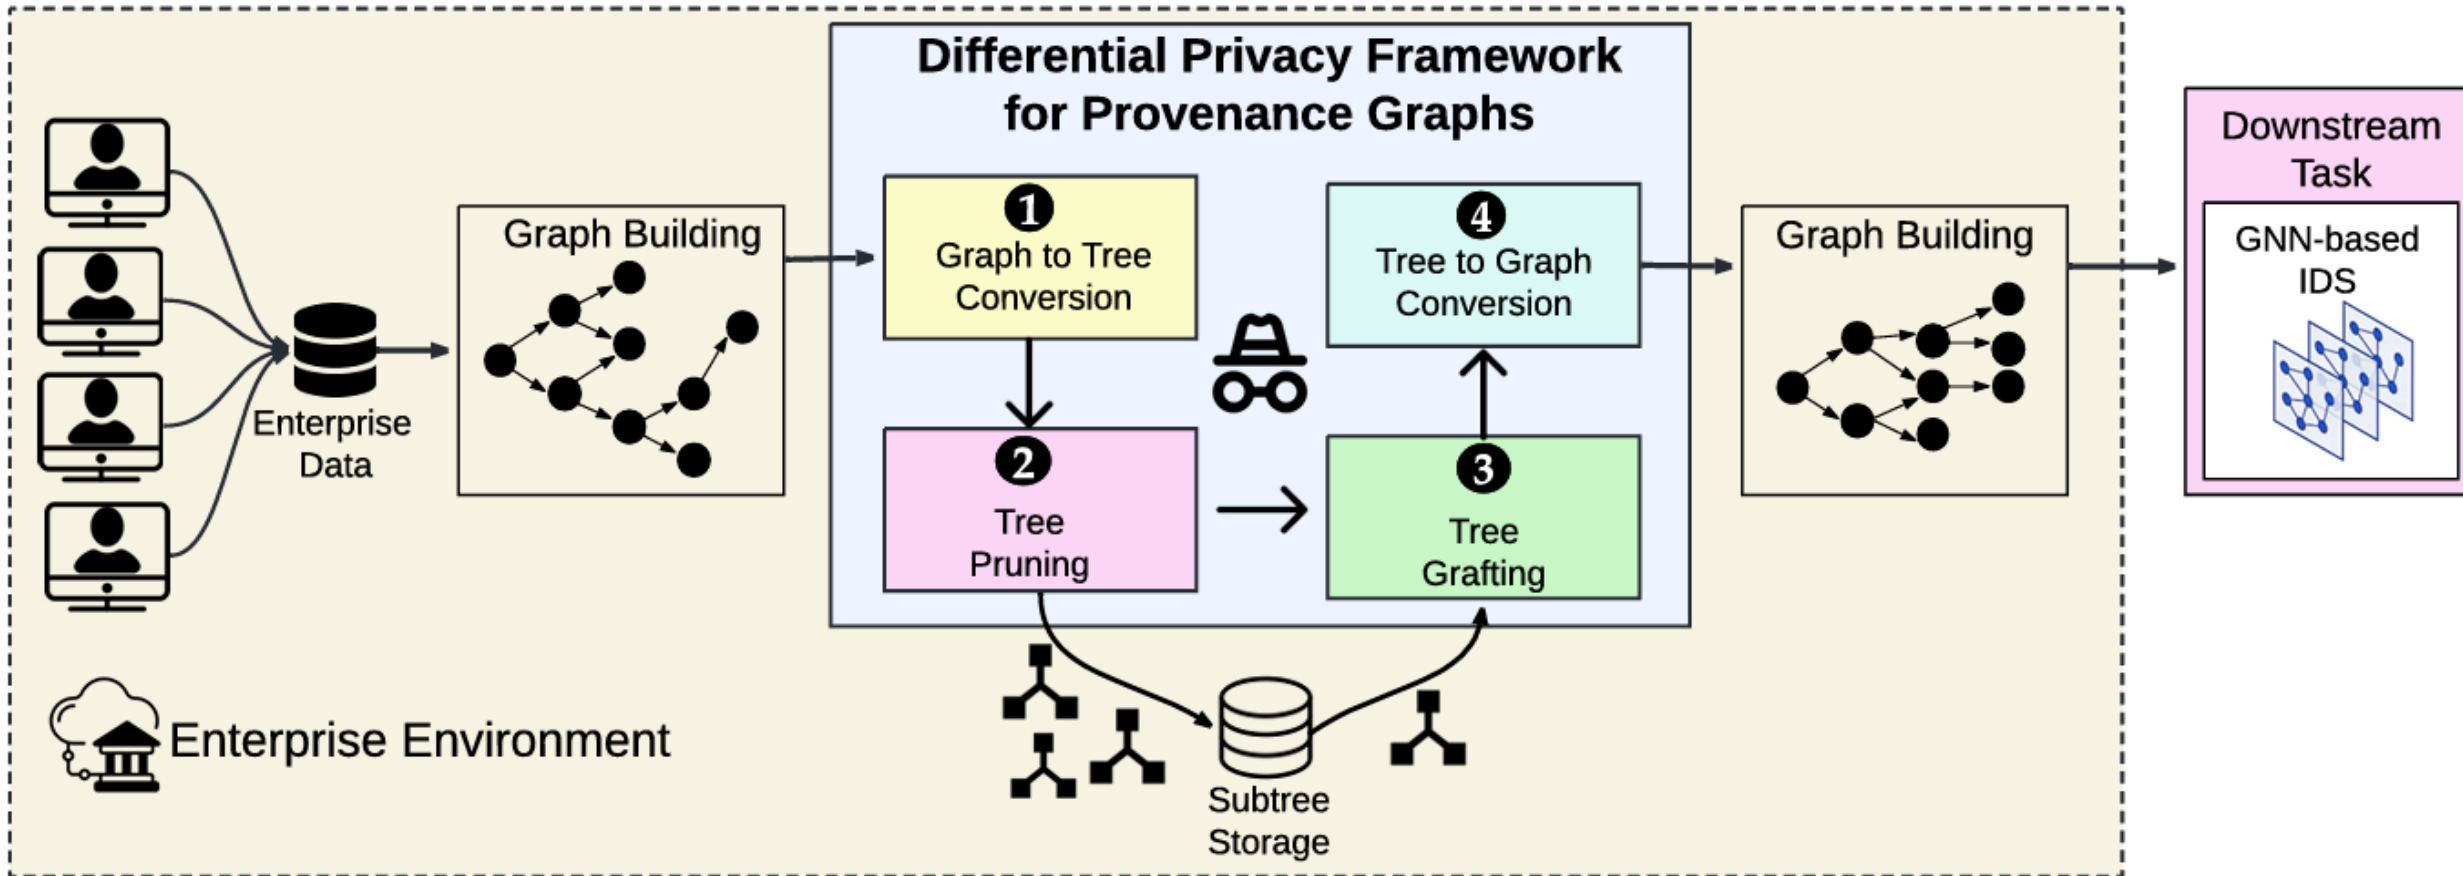 Differential Privacy Framework
for Provenance Graphs
Enterprise
Data
Graph Building
1
Graph to Tree
Conversion
2
Tree
Pruning
3
Tree
Grafting
4
Tree to Graph
Conversion
Subtree
Storage
Graph Building
Downstream
Task
GNN-based
IDS
Enterprise Environment